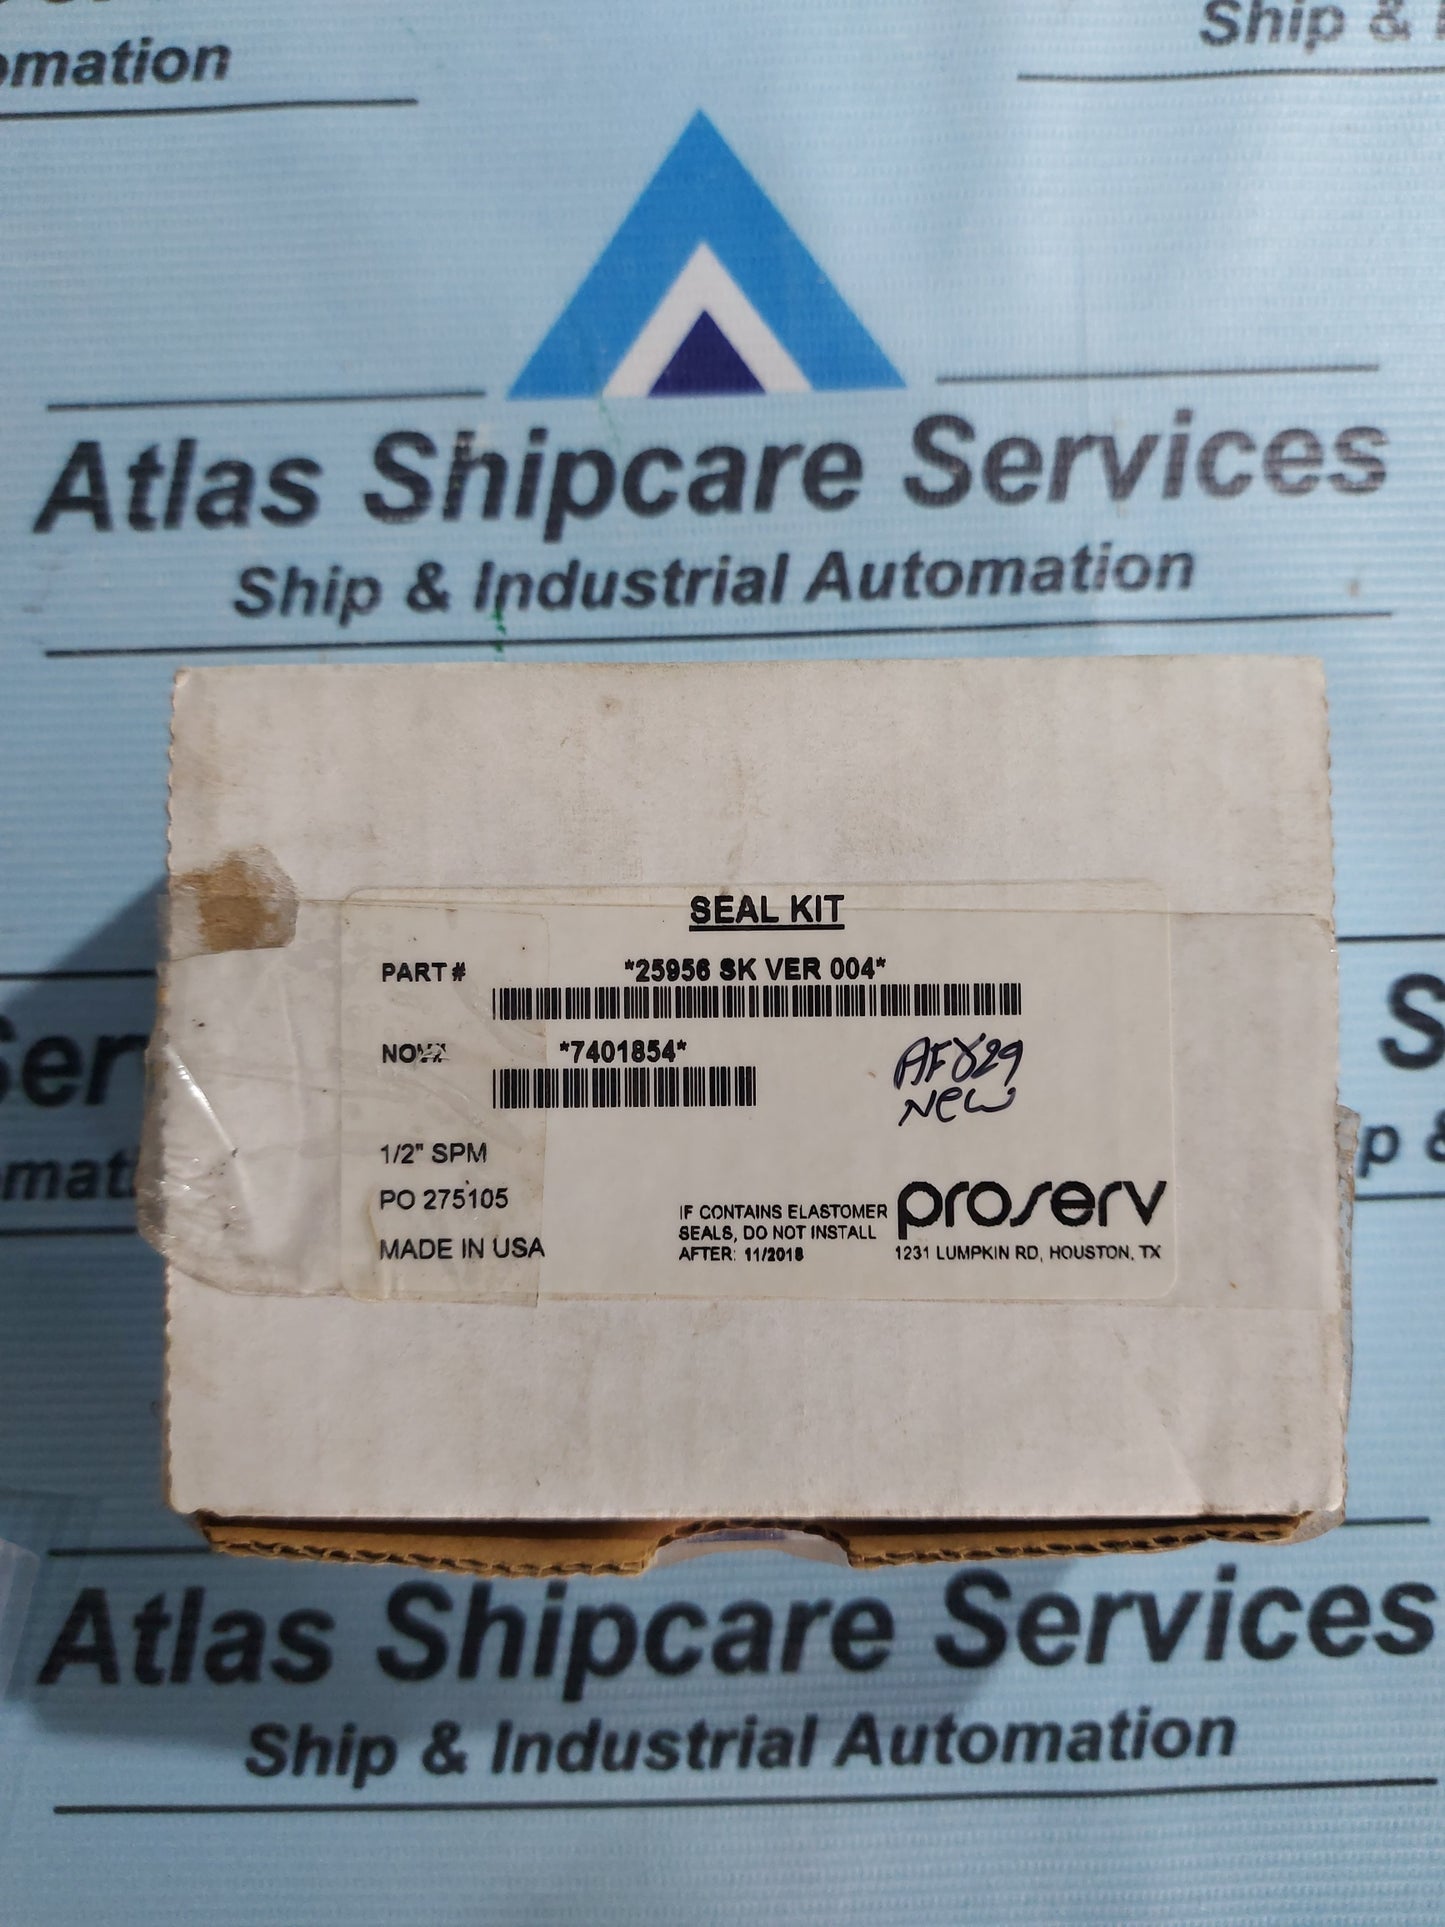 Ship &
omation
Atlas Shipcare Services
Ship & Industrial Automation
SEAL KIT
PART # *25956 SK VER 004*
*7401854*
NEW
1/2" SPM
PO 275105
MADE IN USA
IF CONTAINS ELASTOMER
SEALS, DO NOT INSTALL
AFTER: 11/2018
proserv
1231 LUMPKIN RD, HOUSTON, TX
Ser
S
omat
p &
Atlas Shipcare Services
Ship & Industrial Automation